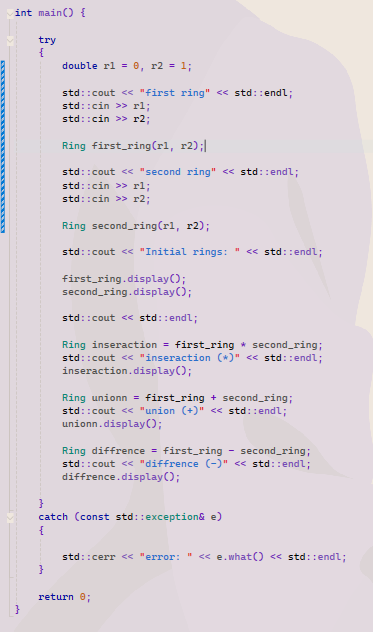 int main() {
try
{
double r1 = 0, r2 = 1;
std::cout << "first ring" << std::endl;
std::cin >> r1;
std::cin >> r2;
Ring first_ring(r1, r2);
std::cout << "second ring" << std::endl;
std::cin >> r1;
std::cin >> r2;
Ring second_ring(r1, r2);
std::cout << "Initial rings: " << std::endl;
first_ring.display();
second_ring.display();
std::cout << std::endl;
Ring inseraction = first_ring * second_ring;
std::cout << "inseraction (*)" << std::endl;
inseraction.display();
Ring unionn = first_ring + second_ring;
std::cout << "union (+)" << std::endl;
unionn.display();
Ring diffrence = first_ring - second_ring;
std::cout << "diffrence (-)" << std::endl;
diffrence.display();
}
catch (const std::exception& e)
{
std::cerr << "error: " << e.what() << std::endl;
}
return 0;
}